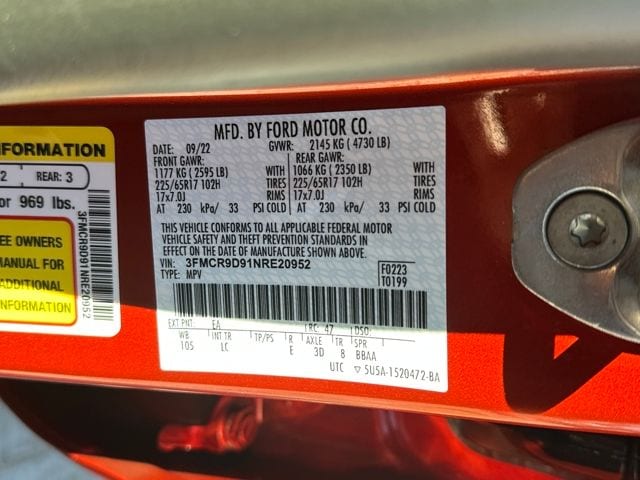 NFORMATION
2 REAR: 3
or 969 lbs.
EE OWNERS
MANUAL FOR
ADDITIONAL
INFORMATION
3FMCR9D91NRE20952
MFD. BY FORD MOTOR CO.
DATE: 09/22 GVWR: 2145 KG ( 4730 LB)
FRONT GAWR: REAR GAWR:
1177 KG ( 2595 LB) WITH 1066 KG ( 2350 LB) WITH
225/65R17 102H TIRES 225/65R17 102H TIRES
17x7.0J RIMS 17x7.0J RIMS
AT 230 kPa/ 33 PSI COLD AT 230 kPa/ 33 PSI COLD
THIS VEHICLE CONFORMS TO ALL APPLICABLE FEDERAL MOTOR
VEHICLE SAFETY AND THEFT PREVENTION STANDARDS IN
EFFECT ON THE DATE OF MANUFACTURE SHOWN ABOVE.
VIN: 3FMCR9D91NRE20952 F0223
TYPE: MPV T0199
EXT PNT: EA RC: 47 DSO:
WB INT TR TP/PS R AXLE TR SPR
105 LC E 3D 8 BBAA
UTC ▽ 5U5A-1520472-BA